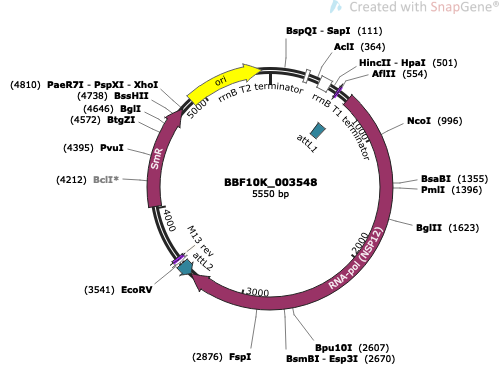 Created with SnapGene®
BspQI - SapI (111)
AclI (364)
HincII - HpaI (501)
AflII (554)
(4810) PaeR7I - PspXI - XhoI
(4738) BssHII
(4646) BglI
(4572) BtgZI
(4395) PvuI
(4212) BclI*
ori
rrnB T2 terminator
rrnB T1 terminator
attL1
5000
1000
NcoI (996)
SmR
BBF10K_003548
5550 bp
BsaBI (1355)
PmlI (1396)
BglII (1623)
4000
2000
M13 rev
attL2
RNA-pol (NSP12)
3000
(3541) EcoRV
(2876) FspI
Bpu10I (2607)
BsmBI - Esp3I (2670)